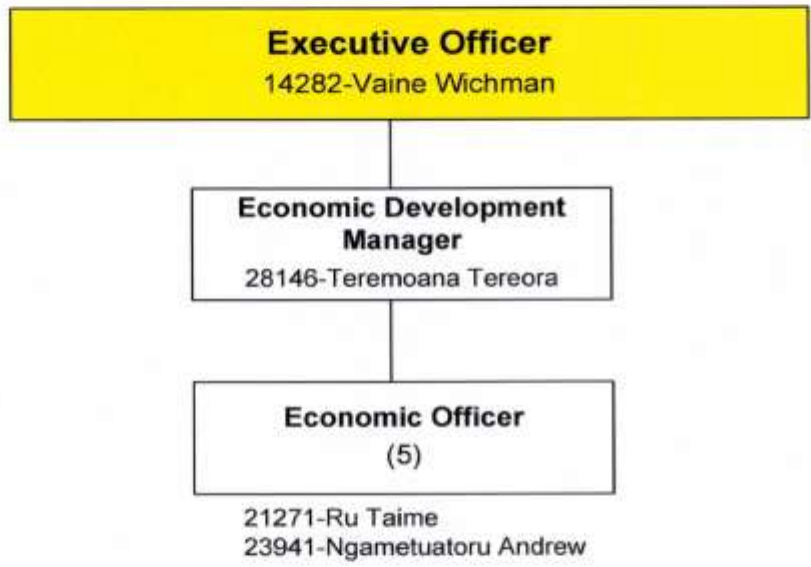 Executive Officer
14282-Vaine Wichman
Economic Development
Manager
28146-Teremoana Tereora
Economic Officer
(5)
21271-Ru Taime
23941-Ngametuatoru Andrew